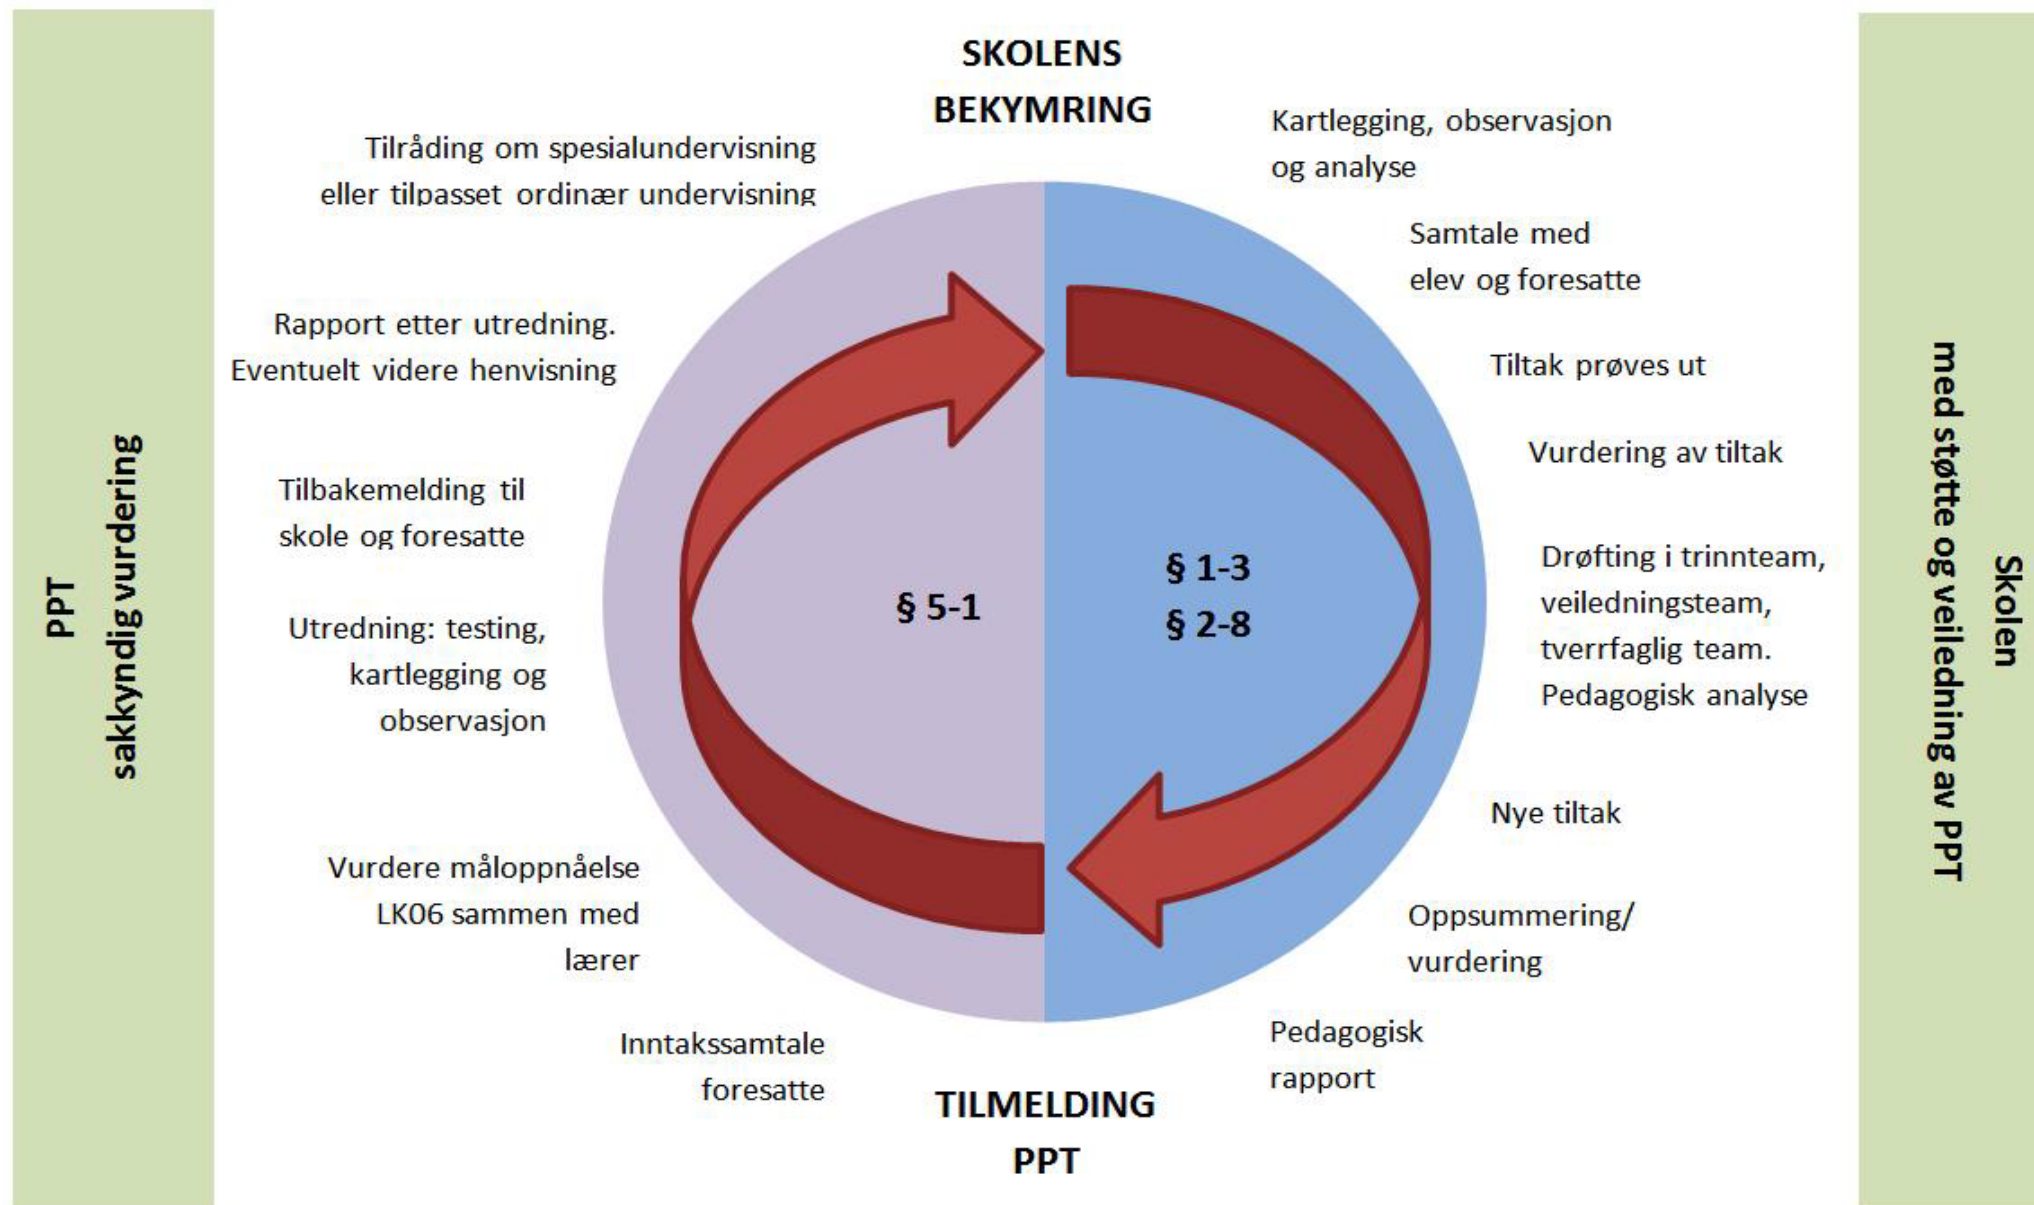 SKOLENS
BEKYMRING
Kartlegging, observasjon
og analyse
Samtale med
elev og foresatte
Tiltak prøves ut
Vurdering av tiltak
Drøfting i trinnteam,
veiledningsteam,
tverrfaglig team.
Pedagogisk analyse
Nye tiltak
Oppsummering/
vurdering
Pedagogisk
rapport
TILMELDING
PPT
Inntakssamtale
foresatte
Vurdere måloppnåelse
LK06 sammen med
lærer
Utredning: testing,
kartlegging og
observasjon
Tilbakemelding til
skole og foresatte
Rapport etter utredning.
Eventuelt videre henvisning
Tilråding om spesialundervisning
eller tilpasset ordinær undervisning
§ 5-1
§ 1-3
§ 2-8
PPT
sakkyndig vurdering
Skolen
med støtte og veiledning av PPT